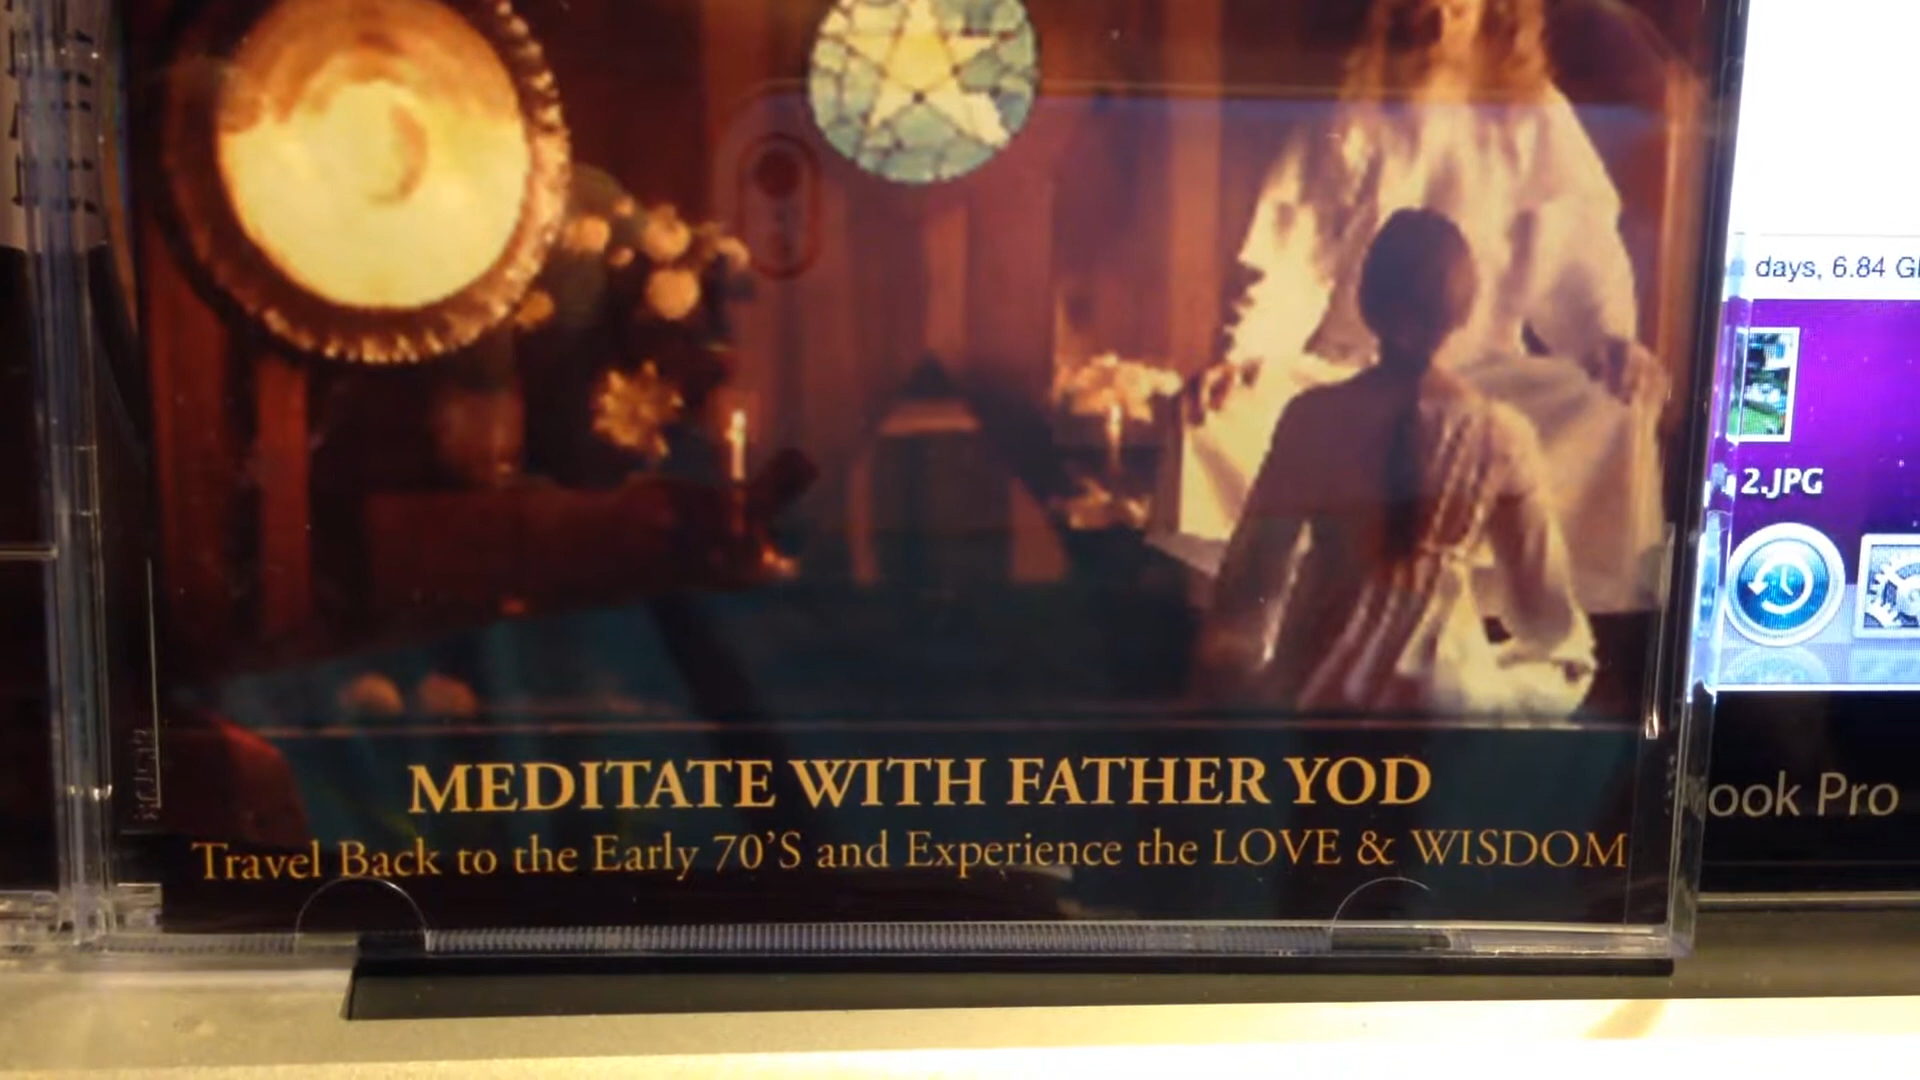 days, 6.84 G
2.JPG
ook Pro
MEDITATE WITH FATHER YOD
Travel Back to the Early 70'S and Experience the LOVE & WISDOM